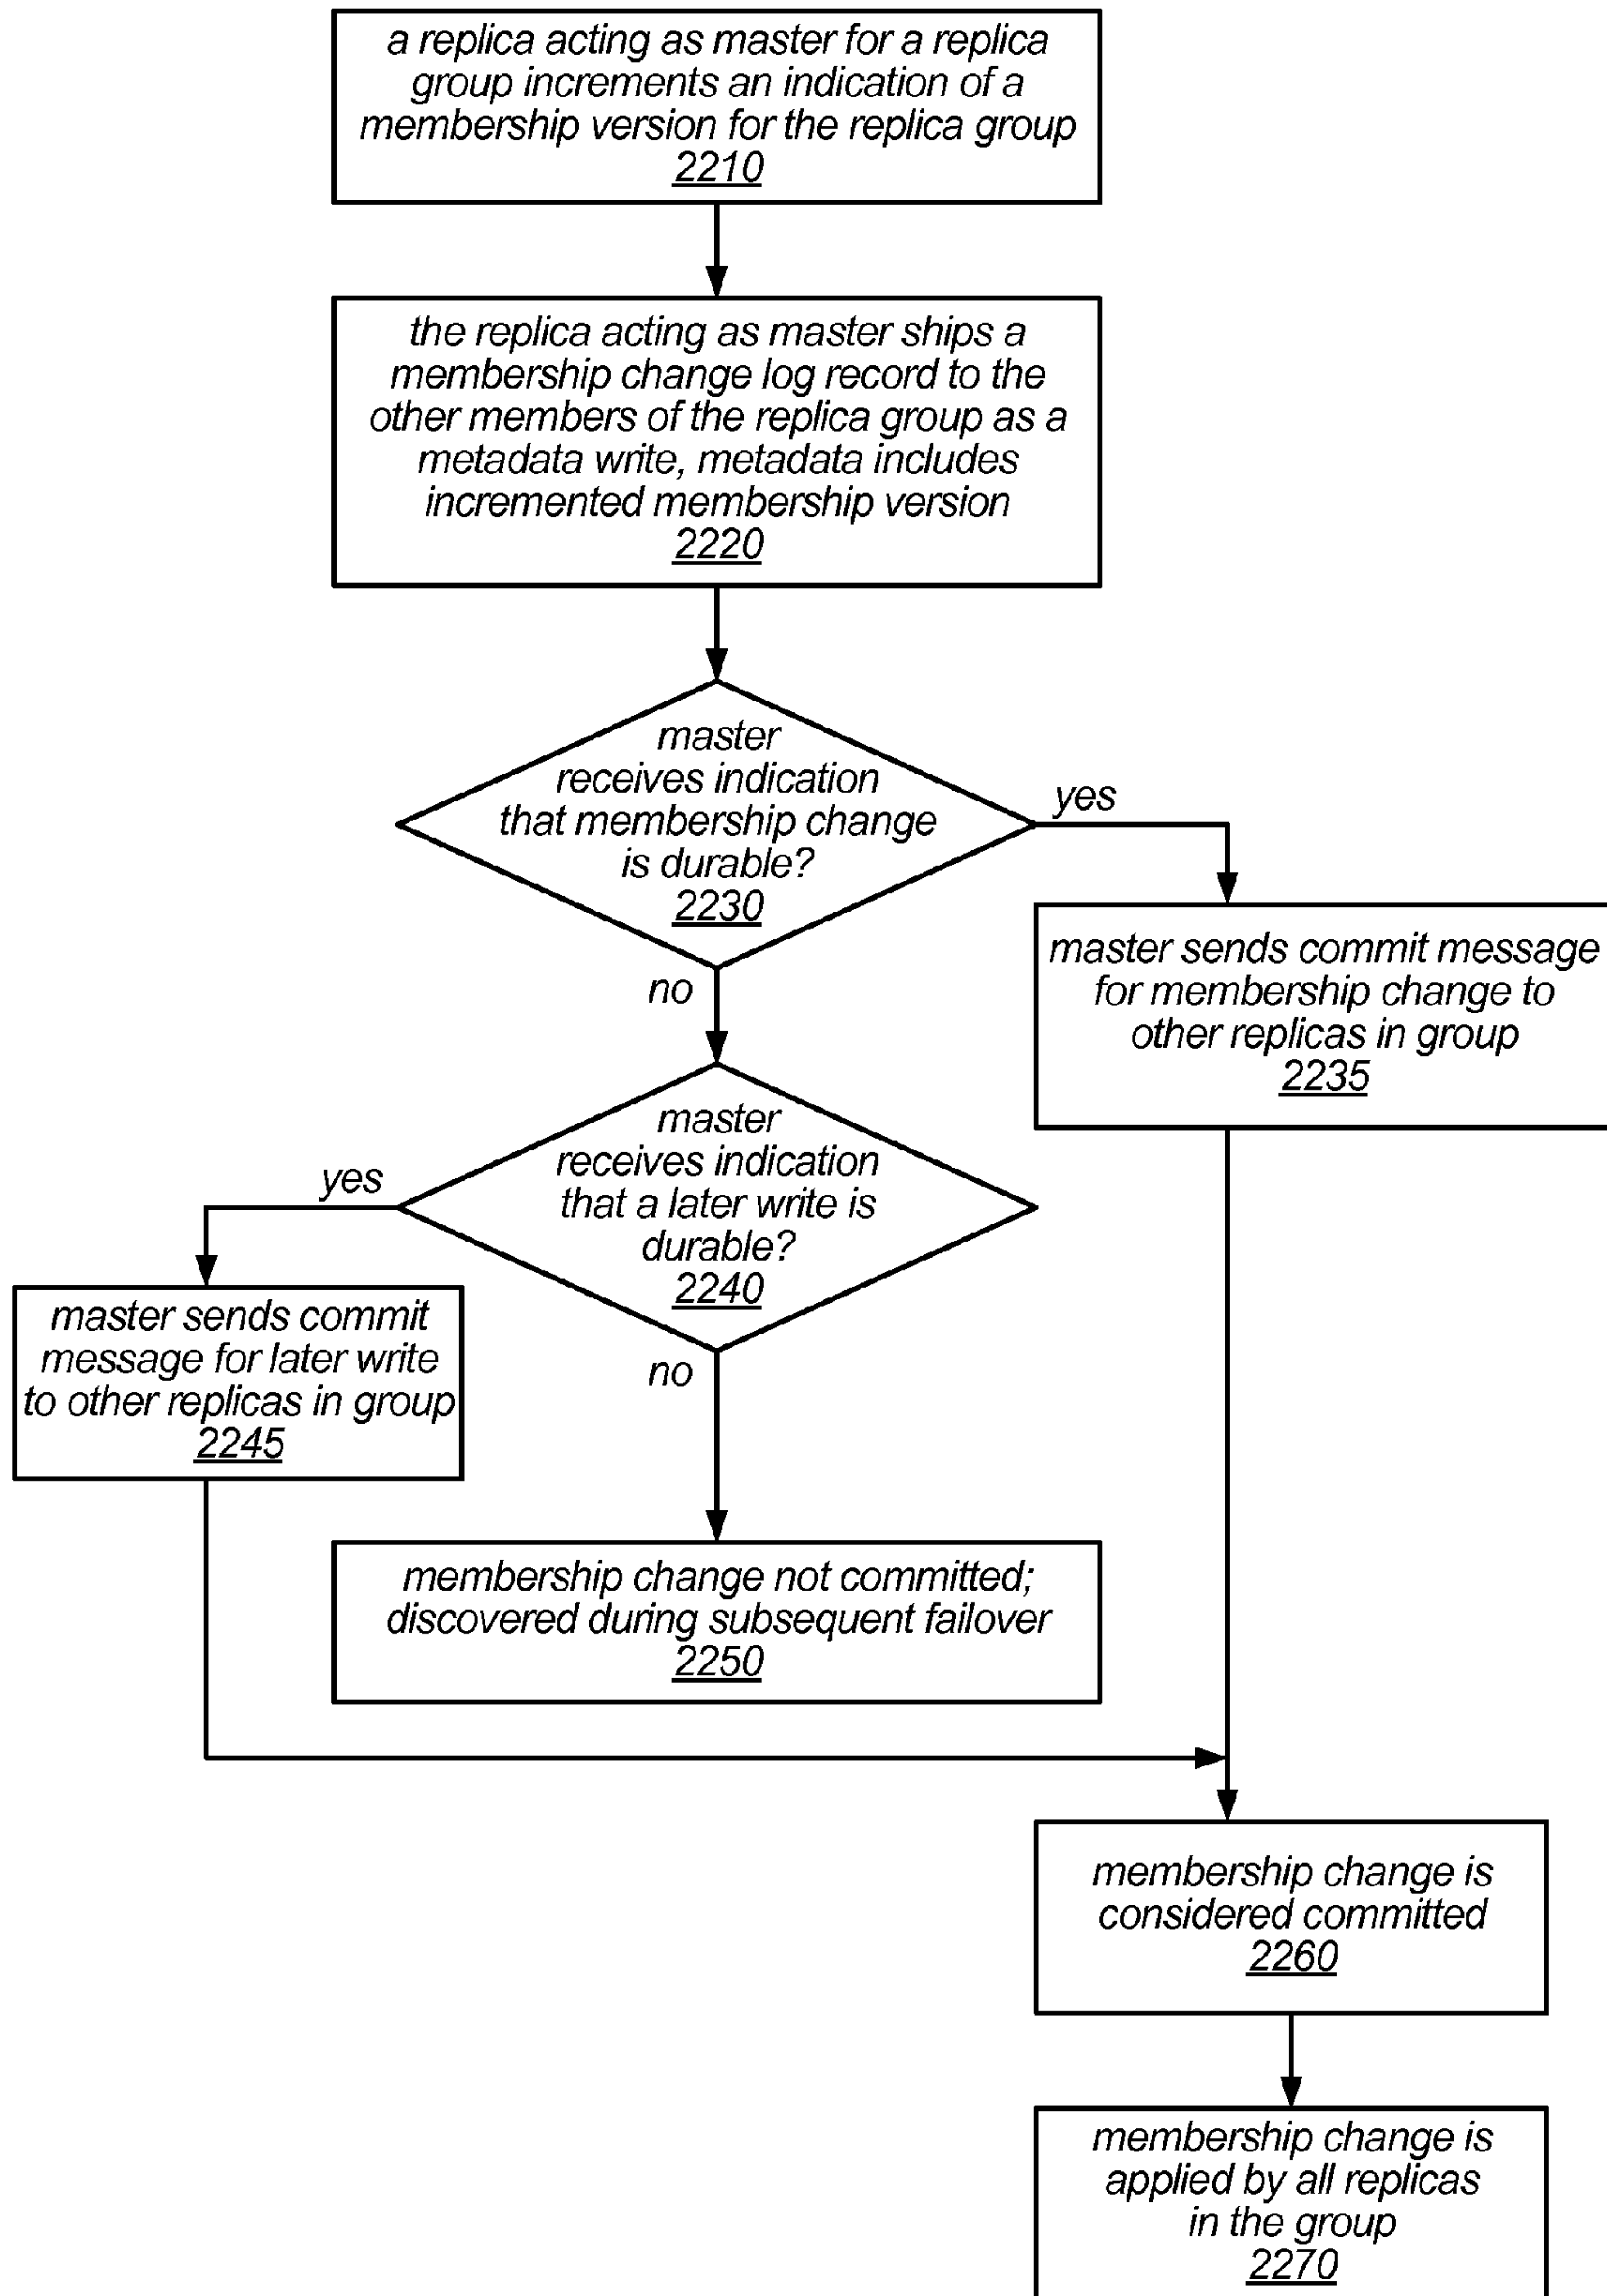 a replica acting as master for a replica
group increments an indication of a
membership version for the replica group
2210
the replica acting as master ships a
membership change log record to the
other members of the replica group as a
metadata write, metadata includes
incremented membership version
2220
master
receives indication
that membership change
is durable?
2230
yes
no
master sends commit message
for membership change to
other replicas in group
2235
master
receives indication
that a later write is
durable?
2240
yes
no
master sends commit
message for later write
to other replicas in group
2245
membership change not committed;
discovered during subsequent failover
2250
membership change is
considered committed
2260
membership change is
applied by all replicas
in the group
2270